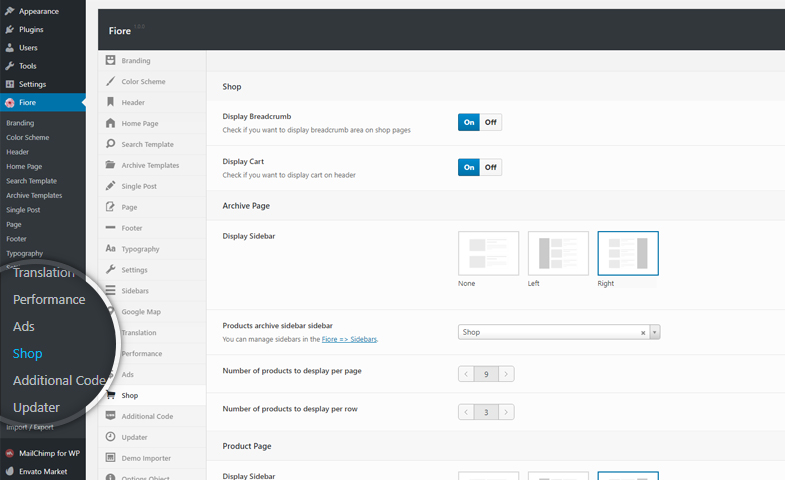 Appearance
Plugins
Users
Tools
Settings
Fiore
Branding
Color Scheme
Header
Home Page
Search Template
Archive Templates
Single Post
Page
Footer
Typography
Translation
Performance
Ads
Shop
Additional Code
Updater
Import / Export
MailChimp for WP
Envato Market
Fiore 1.0.0
Branding
Color Scheme
Header
Home Page
Search Template
Archive Templates
Single Post
Page
Footer
Typography
Settings
Sidebars
Google Map
Translation
Performance
Ads
Shop
Additional Code
Updater
Demo Importer
Options Object
Shop
Display Breadcrumb
Check if you want to display breadcrumb area on shop pages
On Off
Display Cart
Check if you want to display cart on header
On Off
Archive Page
Display Sidebar
None Left Right
Products archive sidebar sidebar
You can manage sidebars in the Fiore => Sidebars.
Shop
Number of products to desplay per page
9
Number of products to desplay per row
3
Product Page
Display Sidebar